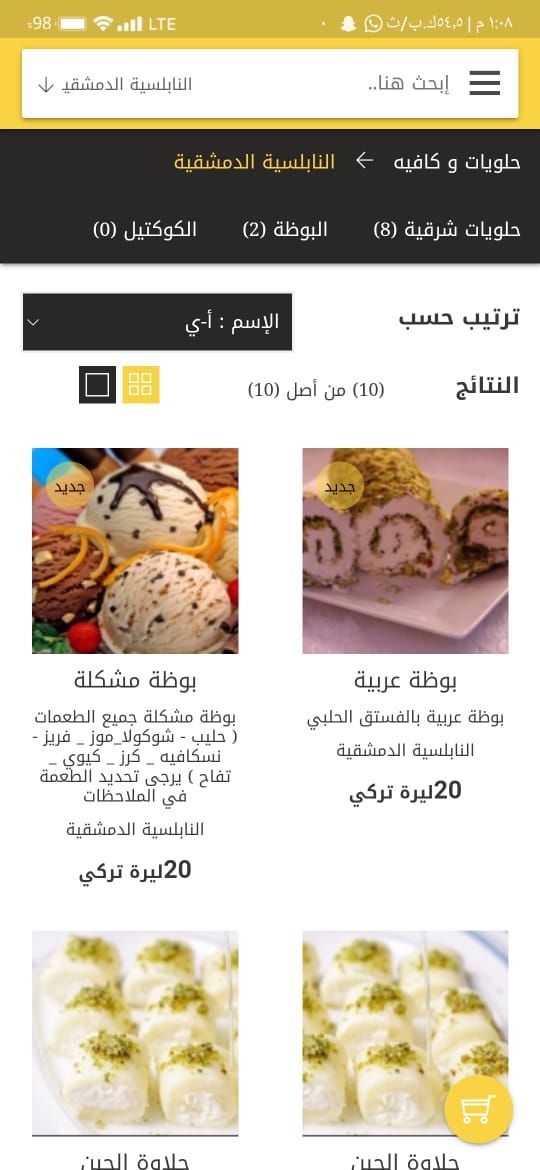 ١:٠٨ م | ٥٤,٥ك.ب/ث
LTE
%98
إبحث هنا..
النابلسية الدمشقي
حلويات و كافيه ← النابلسية الدمشقية
حلويات شرقية (8) البوظة (2) الكوكتيل (0)
ترتيب حسب
الإسم : أ-ي
النتائج
(10) من أصل (10)
جديد
بوظة عربية
بوظة عربية بالفستق الحلبي
النابلسية الدمشقية
20ليرة تركي
جديد
بوظة مشكلة
بوظة مشكلة جميع الطعمات
( حليب - شوكولا_موز _ فريز -
نسكافيه _ كرز _ كيوي _
تفاح ) يرجى تحديد الطعمة
في الملاحظات
النابلسية الدمشقية
20ليرة تركي
حلاوة الجبن
حلاوة الجبن